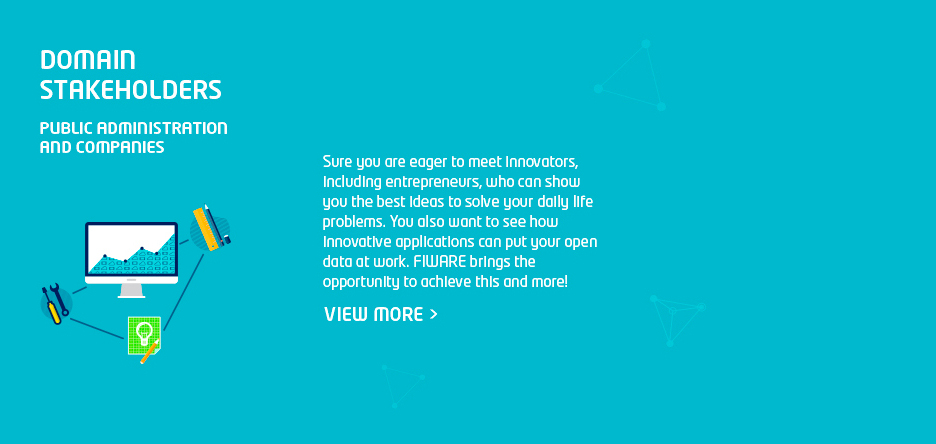 DOMAIN
STAKEHOLDERS
PUBLIC ADMINISTRATION
AND COMPANIES
Sure you are eager to meet innovators,
including entrepreneurs, who can show
you the best ideas to solve your daily life
problems. You also want to see how
innovative applications can put your open
data at work. FIWARE brings the
opportunity to achieve this and more!
VIEW MORE >